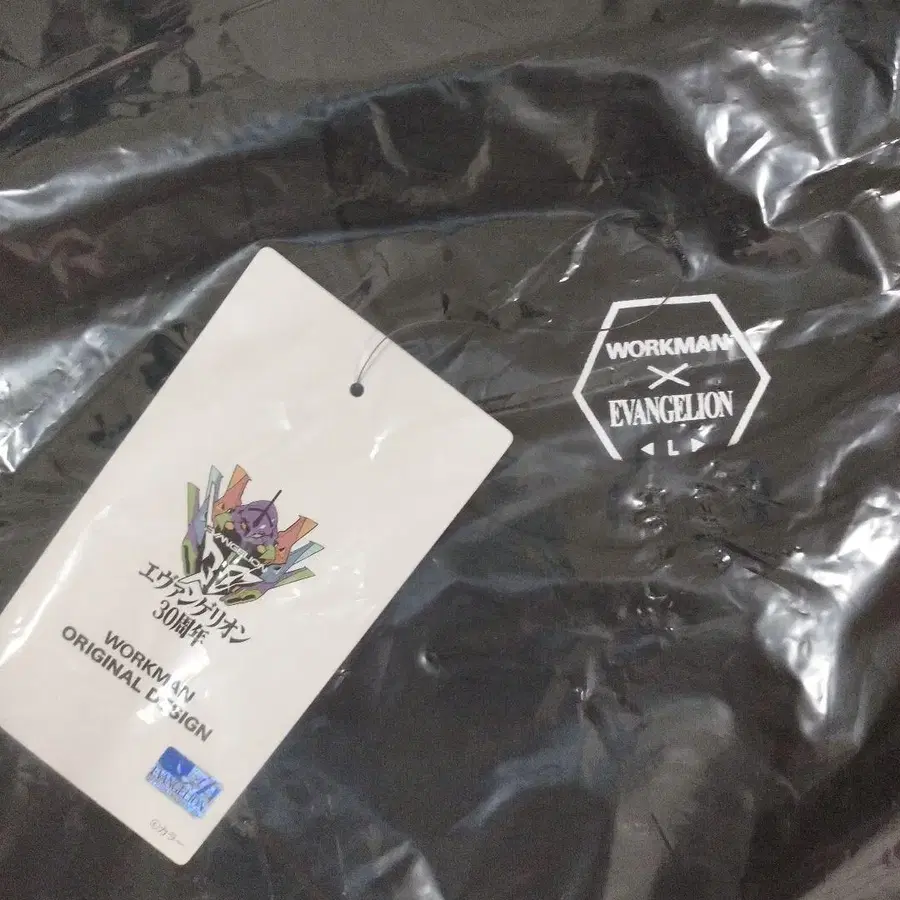 WORKMAN
×
EVANGELION
◀ L ▶
EVANGELION
エヴァンゲリオン
30周年
WORKMAN
ORIGINAL DESIGN
EVANGELION
©カラー